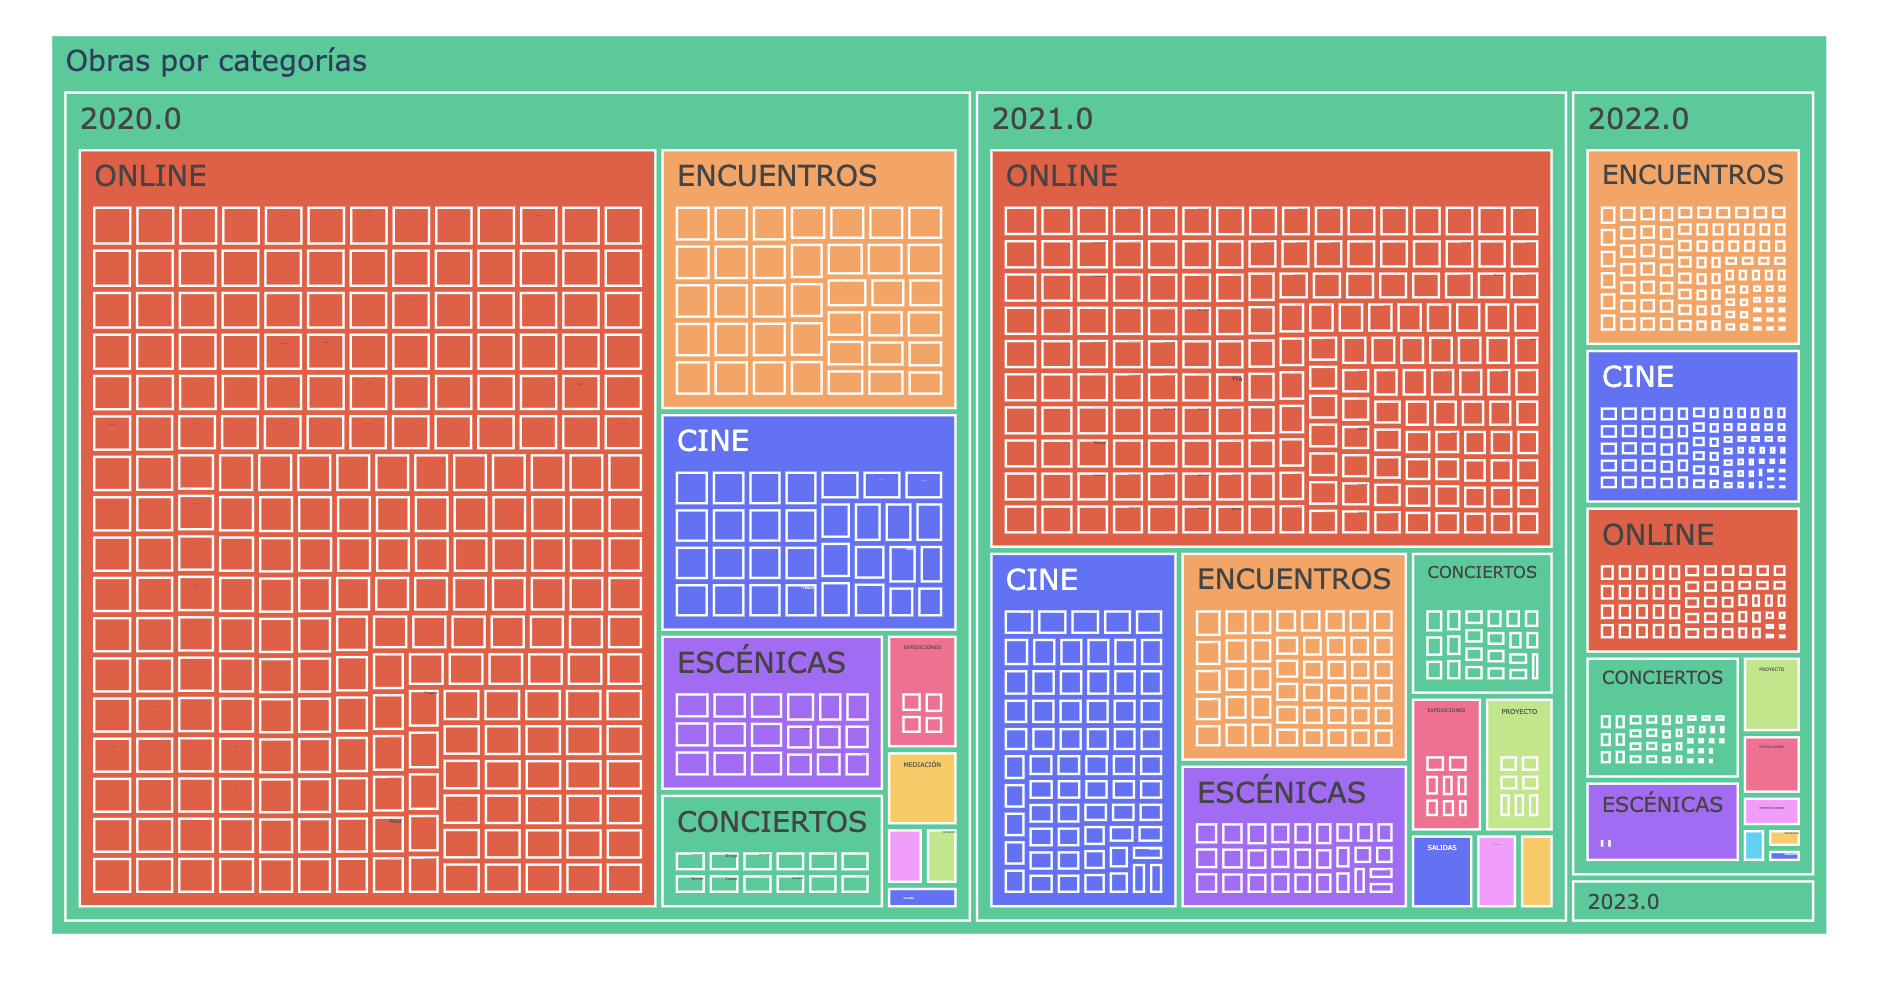 Obras por categorías
2020.0
ONLINE
ENCUENTROS
CINE
ESCÉNICAS
EXPOSICIONES
MEDIACIÓN
CONCIERTOS
2021.0
ONLINE
CINE
ENCUENTROS
CONCIERTOS
EXPOSICIONES
PROYECTO
ESCÉNICAS
SALIDAS
2022.0
ENCUENTROS
CINE
ONLINE
CONCIERTOS
PROYECTO
EXPOSICIONES
ESCÉNICAS
2023.0